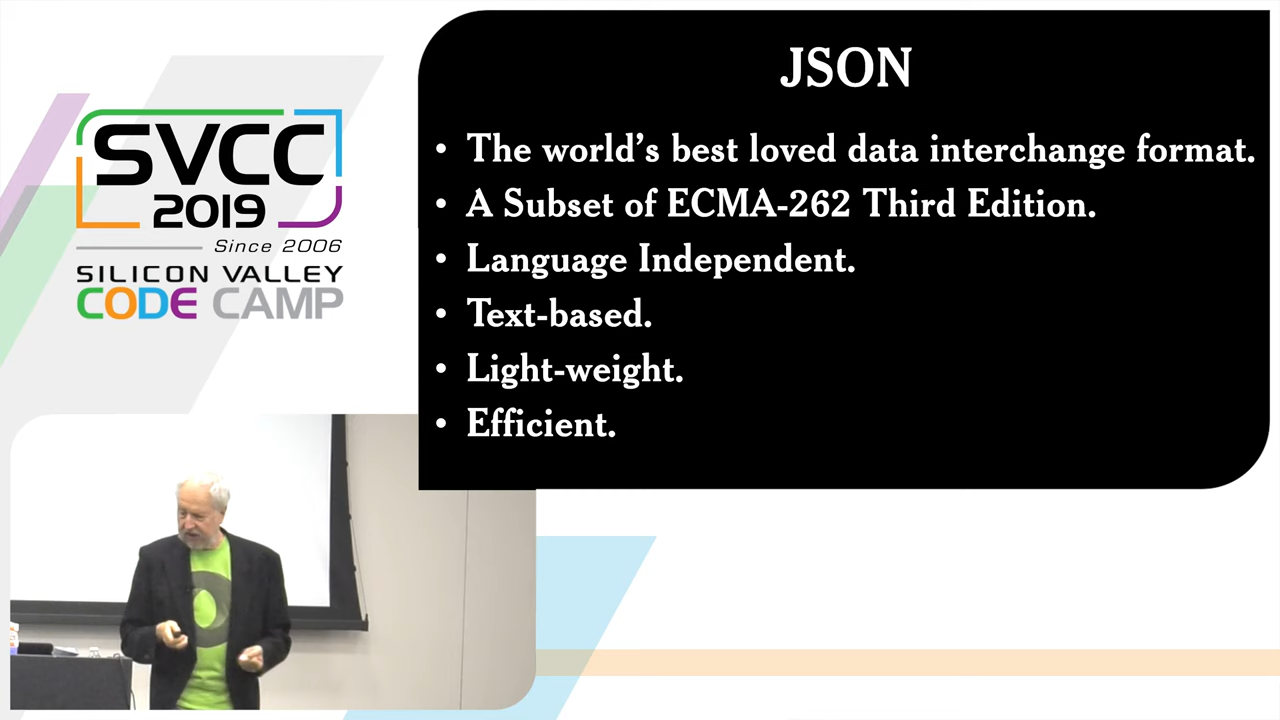 SVCC
2019
Since 2006
SILICON VALLEY
CODE CAMP
JSON
• The world's best loved data interchange format.
• A Subset of ECMA-262 Third Edition.
• Language Independent.
• Text-based.
• Light-weight.
• Efficient.